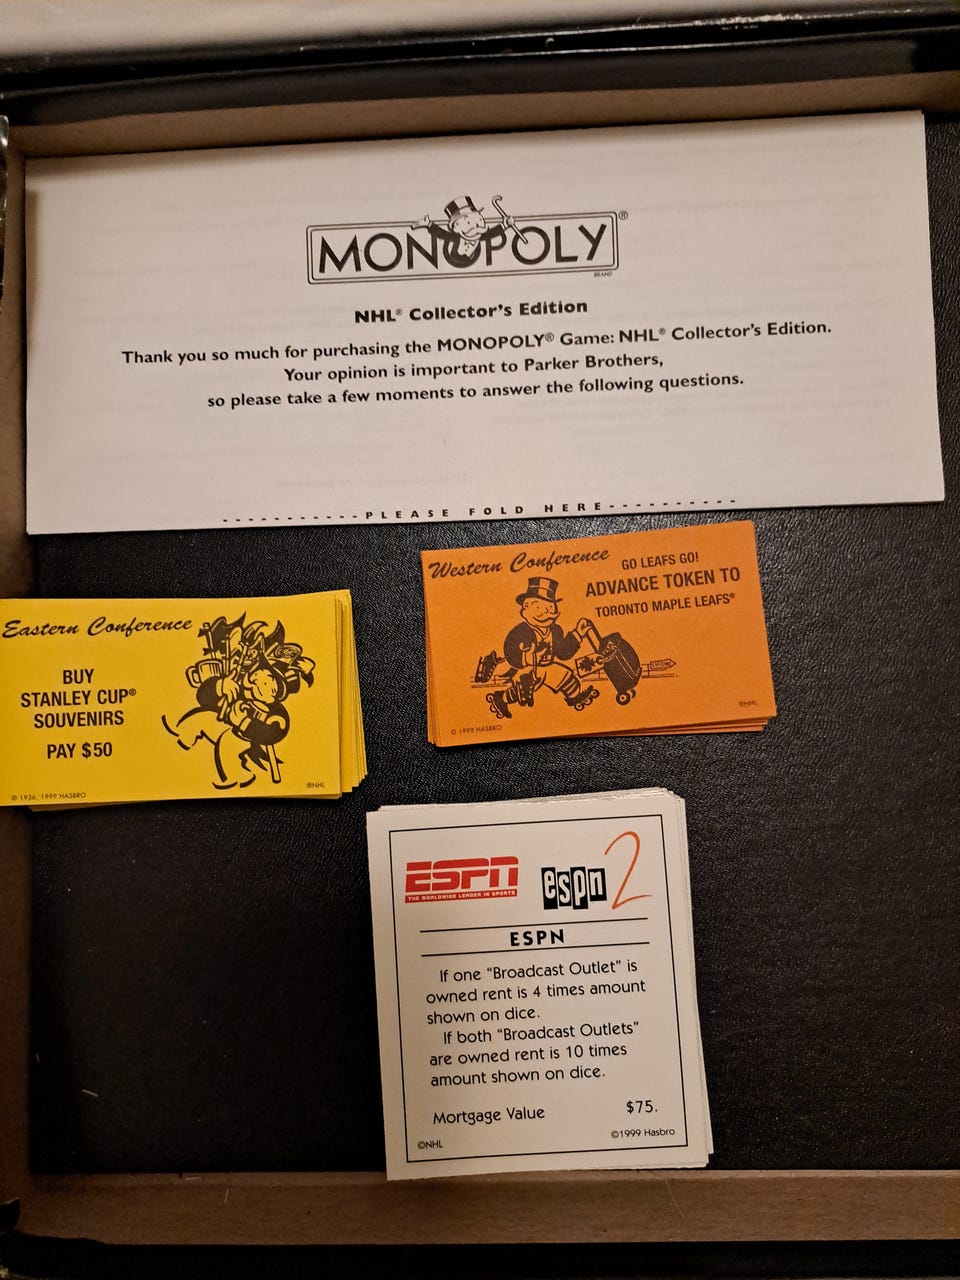 MONOPOLY®
BRAND
NHL® Collector's Edition
Thank you so much for purchasing the MONOPOLY® Game: NHL® Collector's Edition.
Your opinion is important to Parker Brothers,
so please take a few moments to answer the following questions.
- - - - - - - - - - - PLEASE FOLD HERE - - - - - - - - - - -
Western Conference
GO LEAFS GO!
ADVANCE TOKEN TO
TORONTO MAPLE LEAFS®
© 1999 HASBRO
®NHL
Eastern Conference
BUY
STANLEY CUP®
SOUVENIRS
PAY $50
© 1936, 1999 HASBRO
®NHL
ESPN
THE WORLDWIDE LEADER IN SPORTS
espn2
ESPN
If one "Broadcast Outlet" is
owned rent is 4 times amount
shown on dice.
If both "Broadcast Outlets"
are owned rent is 10 times
amount shown on dice.
Mortgage Value $75.
©NHL ©1999 Hasbro